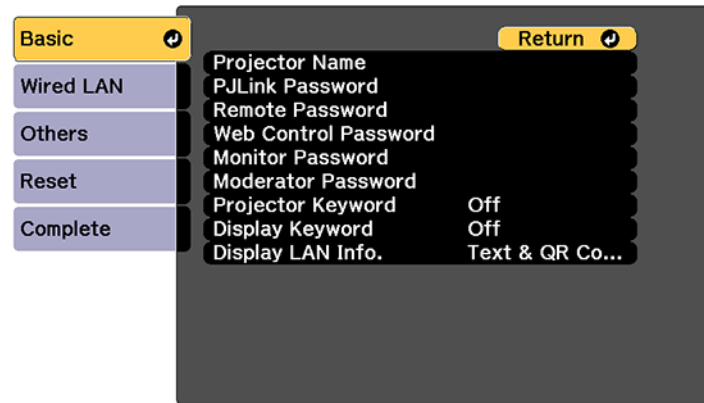 Basic
Wired LAN
Others
Reset
Complete
Return
Projector Name
PJLink Password
Remote Password
Web Control Password
Monitor Password
Moderator Password
Projector Keyword Off
Display Keyword Off
Display LAN Info. Text & QR Co...